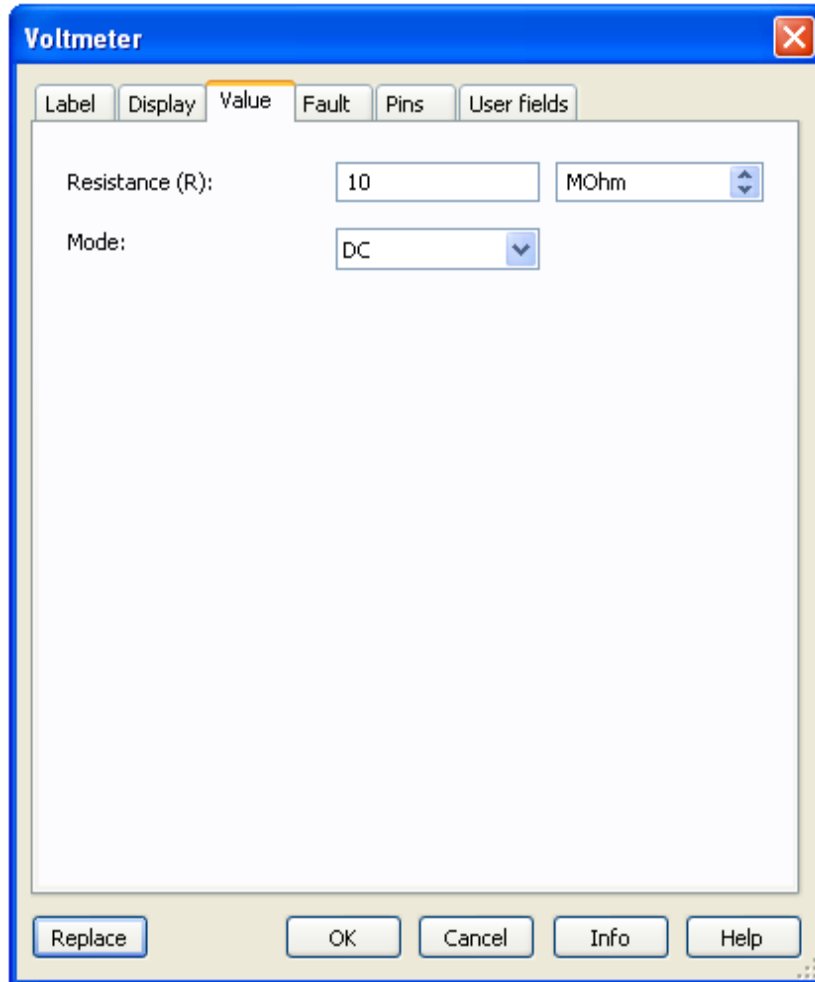 Voltmeter
Label Display Value Fault Pins User fields
Resistance (R): 10 MOhm
Mode: DC
Replace OK Cancel Info Help